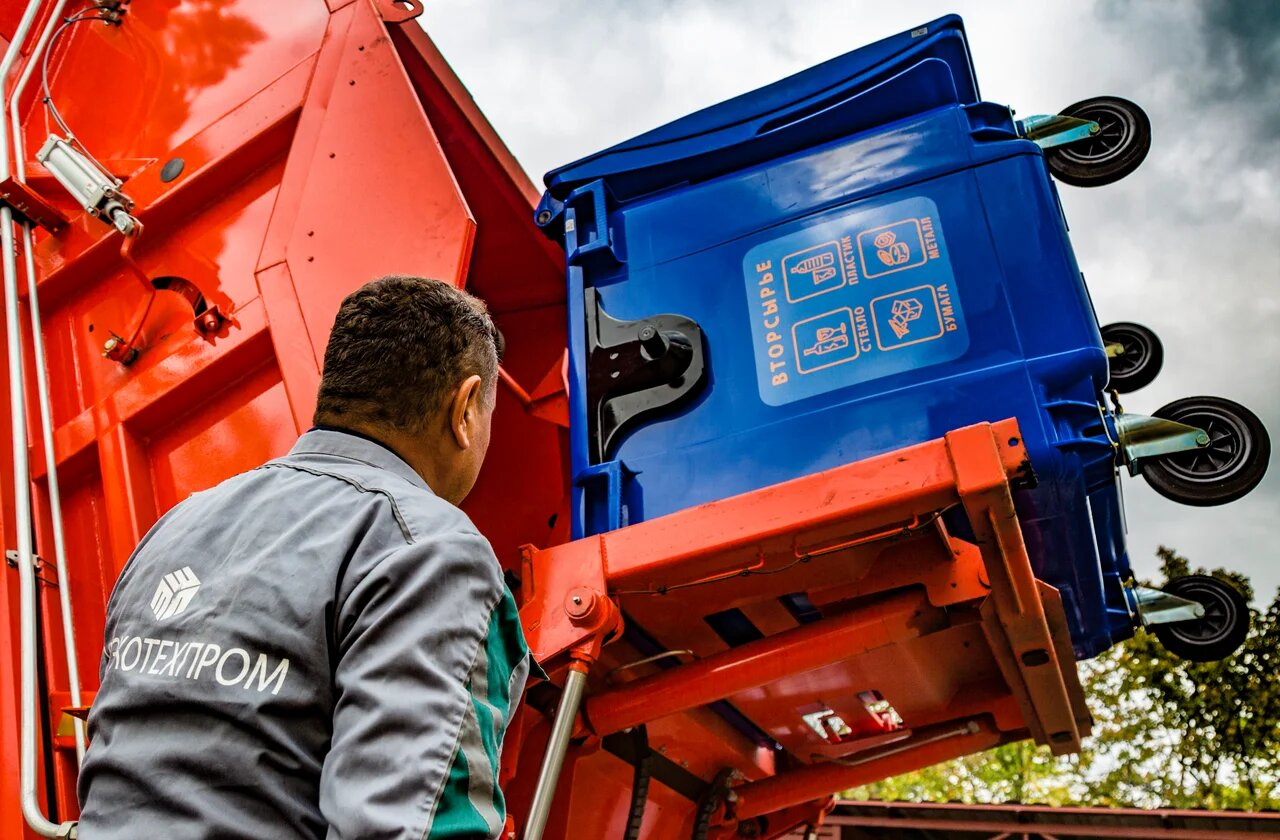 ЭКОТЕХПРОМ
ВТОРСЫРЬЕ
ПЛАСТИК
МЕТАЛЛ
СТЕКЛО
БУМАГА